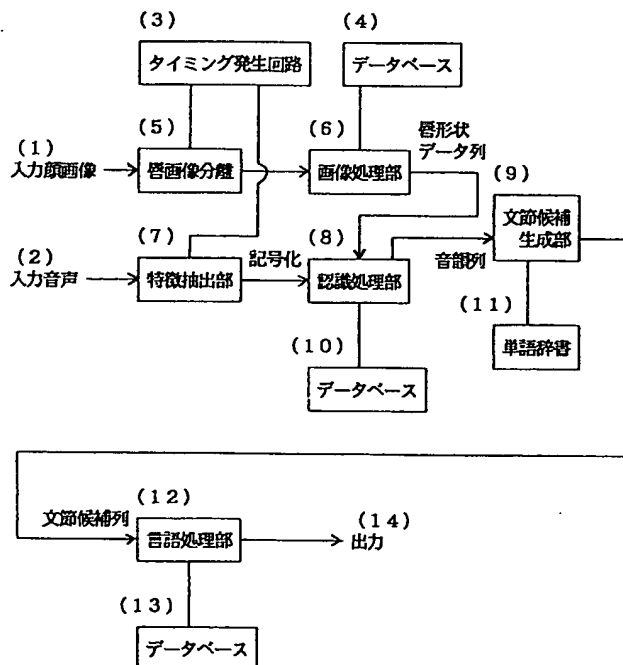 (3)
タイミング発生回路
(4)
データベース
(1)
入力顔画像
(5)
唇画像分離
(6)
画像処理部
唇形状
データ列
(9)
文節候補
生成部
(2)
入力音声
(7)
特徴抽出部
記号化
(8)
認識処理部
音韻列
(11)
単語辞書
(10)
データベース
文節候補列
(12)
言語処理部
(14)
出力
(13)
データベース